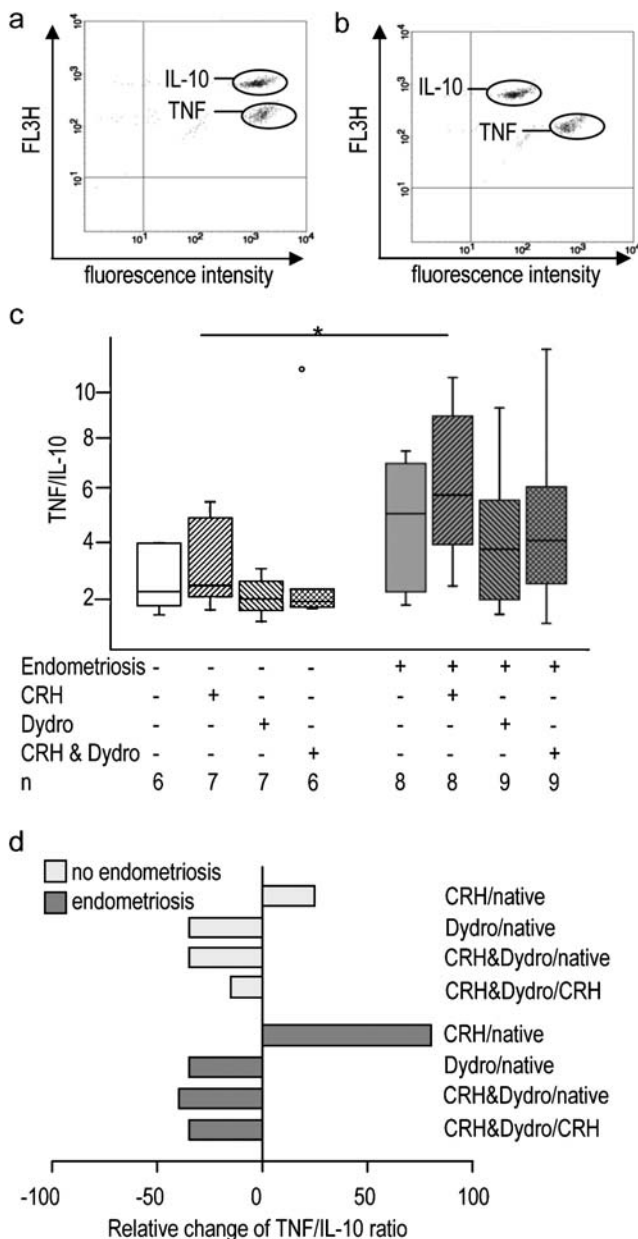 a
b
10⁴
10³
10²
10¹
FL3H
IL-10
TNF
10¹ 10² 10³ 10⁴
fluorescence intensity
10⁴
10³
10²
10¹
FL3H
IL-10
TNF
10¹ 10² 10³ 10⁴
fluorescence intensity
c
*
TNF/IL-10
10
8
6
4
2
Endometriosis - - - - + + + +
CRH - + - - - + - -
Dydro - - + - - - + -
CRH & Dydro - - - + - - - +
n 6 7 7 6 8 8 9 9
d
no endometriosis
endometriosis
CRH/native
Dydro/native
CRH&Dydro/native
CRH&Dydro/CRH
CRH/native
Dydro/native
CRH&Dydro/native
CRH&Dydro/CRH
-100 -50 0 50 100
Relative change of TNF/IL-10 ratio